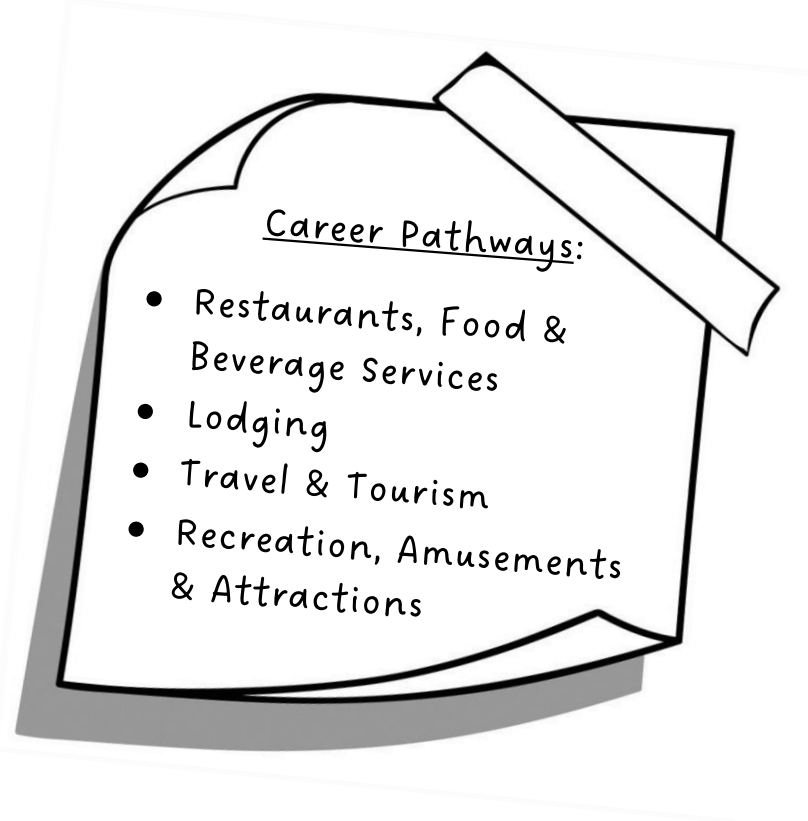 Career Pathways:
• Restaurants, Food &
Beverage Services
• Lodging
• Travel & Tourism
• Recreation, Amusements
& Attractions